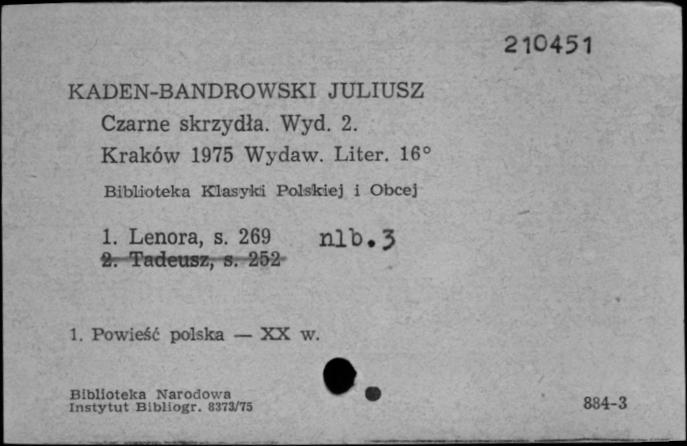 210451
KADEN-BANDROWSKI JULIUSZ
Czarne skrzydła. Wyd. 2.
Kraków 1975 Wydaw. Liter. 16°
Biblioteka Klasyki Polskiej i Obcej
1. Lenora, s. 269 nlb.3
2. Tadeusz, s. 252
1. Powieść polska — XX w.
Biblioteka Narodowa
Instytut Bibliogr. 8373/75 884-3